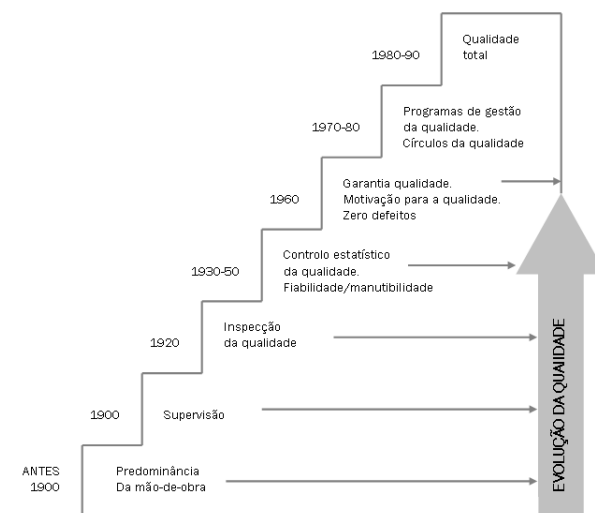 1980-90
Qualidade
total
1970-80
Programas de gestão
da qualidade.
Círculos da qualidade
1960
Garantia qualidade.
Motivação para a qualidade.
Zero defeitos
1930-50
Controlo estatístico
da qualidade.
Fiabilidade/manutibilidade
1920
Inspecção
da qualidade
1900
Supervisão
ANTES
1900
Predominância
Da mão-de-obra
EVOLUÇÃO DA QUALIDADE